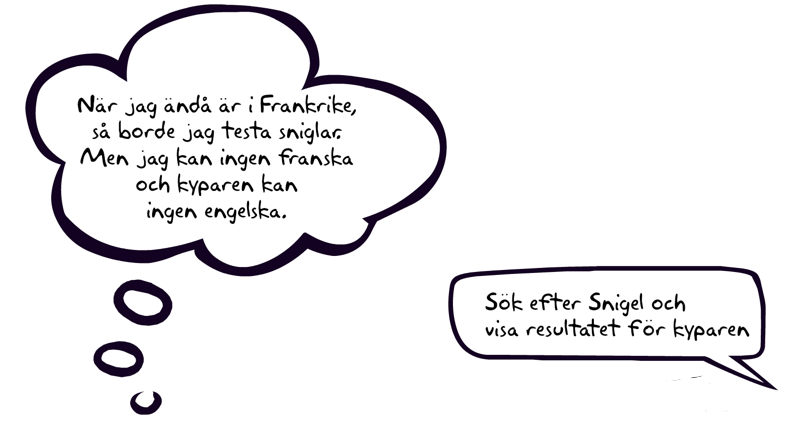 När jag ändå är i Frankrike,
så borde jag testa sniglar.
Men jag kan ingen franska
och kyparen kan
ingen engelska.
Sök efter Snigel och
visa resultatet för kyparen